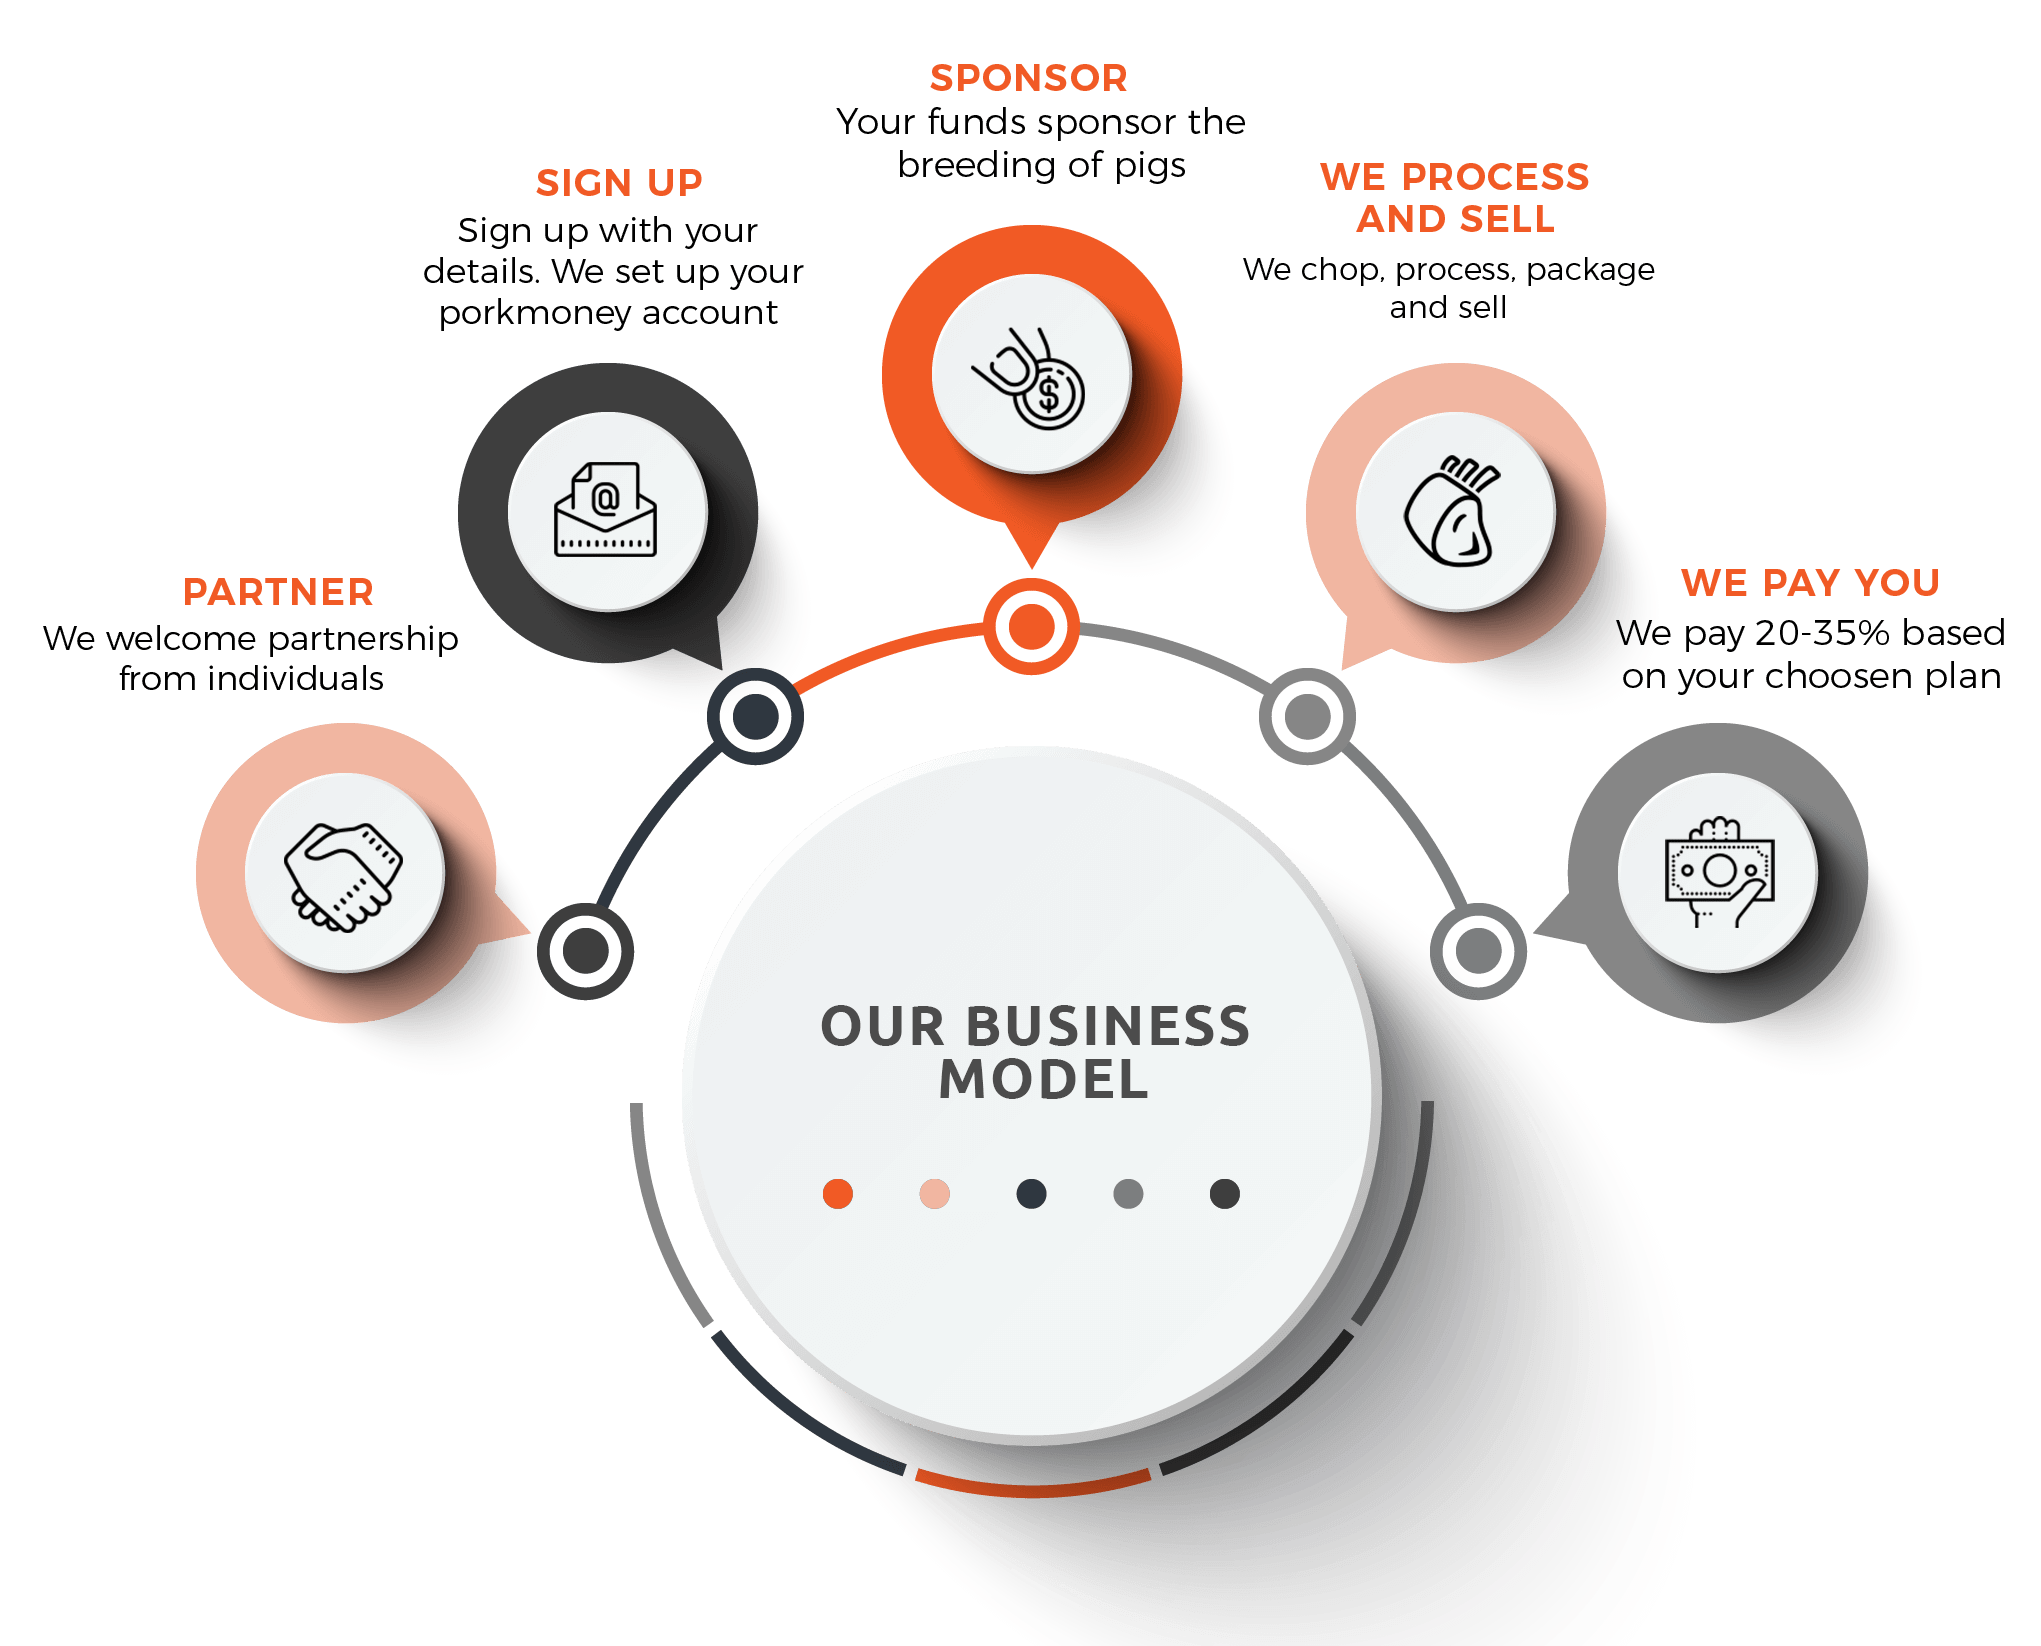 SPONSOR
Your funds sponsor the
breeding of pigs
SIGN UP
Sign up with your
details. We set up your
porkmoney account
WE PROCESS
AND SELL
We chop, process, package
and sell
PARTNER
We welcome partnership
from individuals
WE PAY YOU
We pay 20-35% based
on your choosen plan
@
$
OUR BUSINESS
MODEL